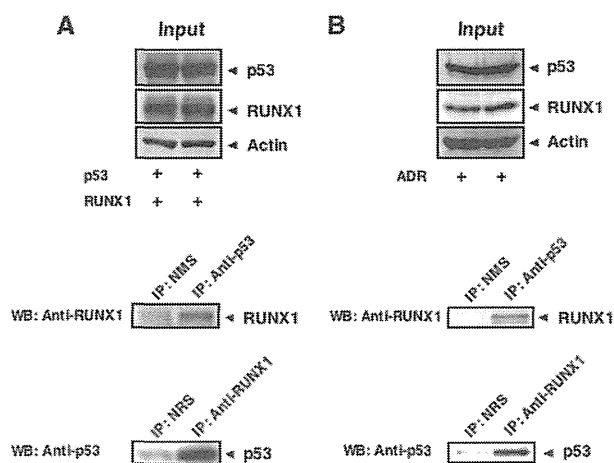 A
Input
p53
RUNX1
Actin
p53 + +
RUNX1 + +
IP: NMS
IP: Anti-p53
WB: Anti-RUNX1
RUNX1
IP: NRS
IP: Anti-RUNX1
WB: Anti-p53
p53
B
Input
p53
RUNX1
Actin
ADR + +
IP: NMS
IP: Anti-p53
WB: Anti-RUNX1
RUNX1
IP: NRS
IP: Anti-RUNX1
WB: Anti-p53
p53